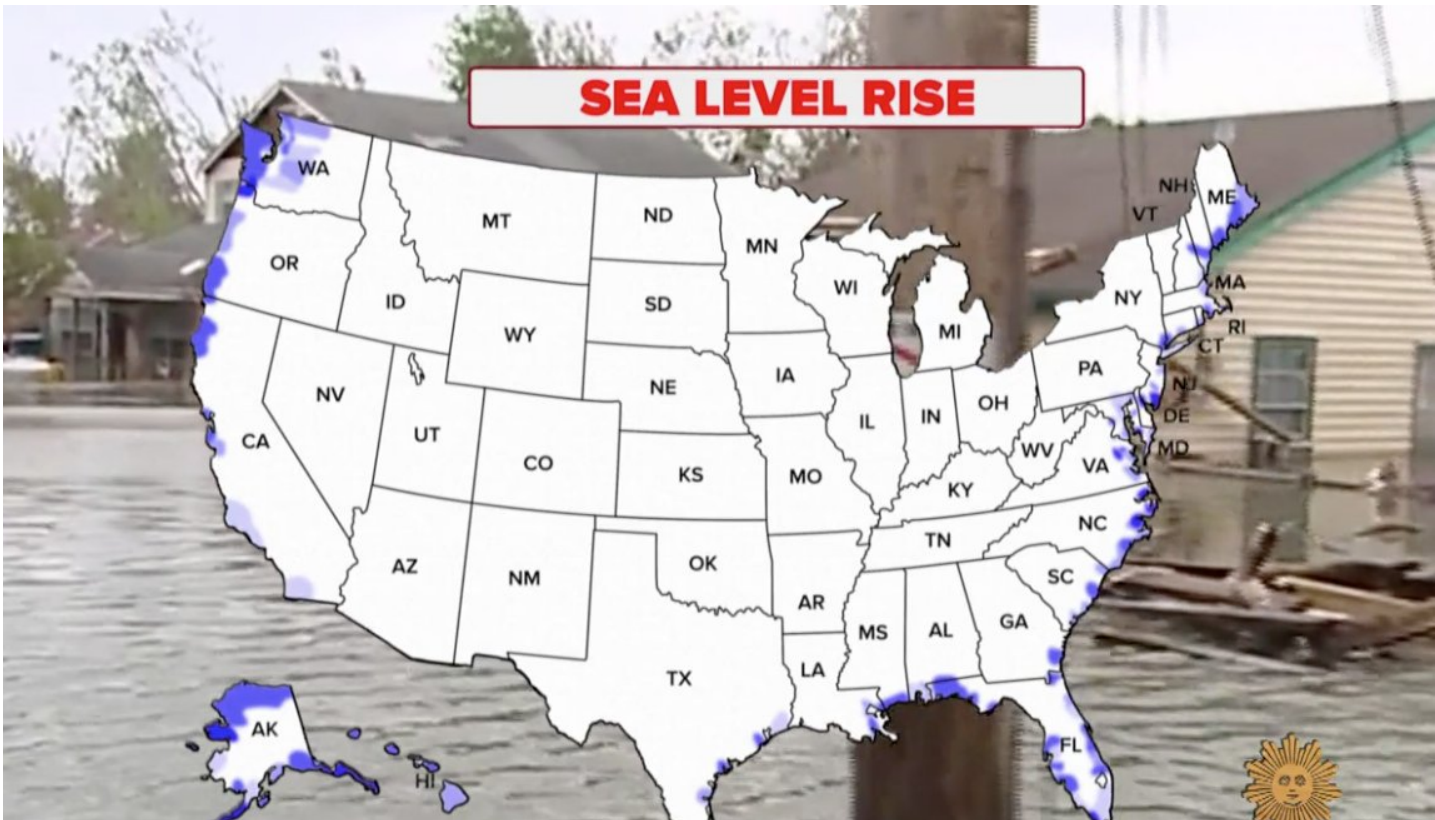 SEA LEVEL RISE
WA
MT
ND
MN
NH
ME
VT
OR
ID
SD
WI
MI
NY
MA
WY
RI
CT
IA
PA
NE
NV
NJ
OH
IN
IL
DE
CA
UT
CO
MD
WV
VA
KS
MO
KY
NC
TN
AZ
NM
OK
SC
AR
GA
MS
AL
LA
TX
AK
FL
HI